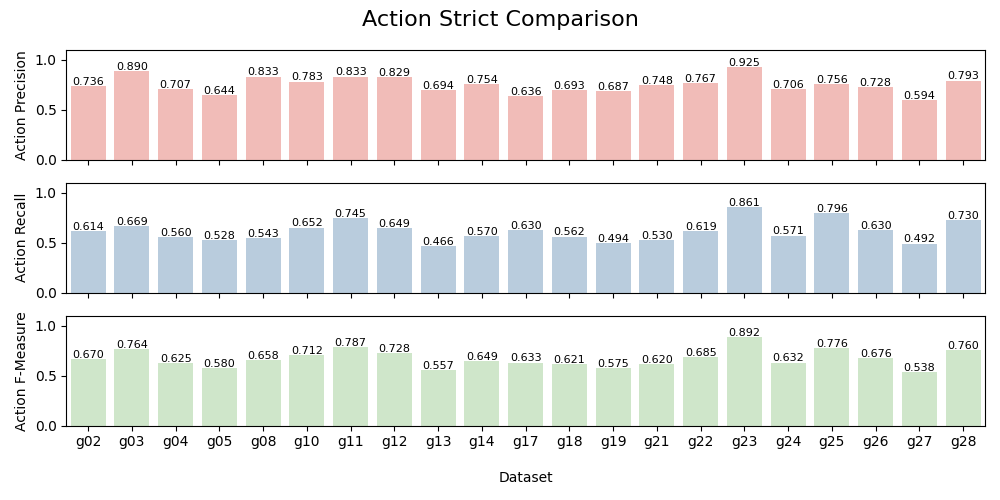 Action Strict Comparison
Action Precision
1.0
0.5
0.0
0.736 0.890 0.707 0.644 0.833 0.783 0.833 0.829 0.694 0.754 0.636 0.693 0.687 0.748 0.767 0.925 0.706 0.756 0.728 0.594 0.793
Action Recall
1.0
0.5
0.0
0.614 0.669 0.560 0.528 0.543 0.652 0.745 0.649 0.466 0.570 0.630 0.562 0.494 0.530 0.619 0.861 0.571 0.796 0.630 0.492 0.730
Action F-Measure
1.0
0.5
0.0
0.670 0.764 0.625 0.580 0.658 0.712 0.787 0.728 0.557 0.649 0.633 0.621 0.575 0.620 0.685 0.892 0.632 0.776 0.676 0.538 0.760
g02 g03 g04 g05 g08 g10 g11 g12 g13 g14 g17 g18 g19 g21 g22 g23 g24 g25 g26 g27 g28
Dataset